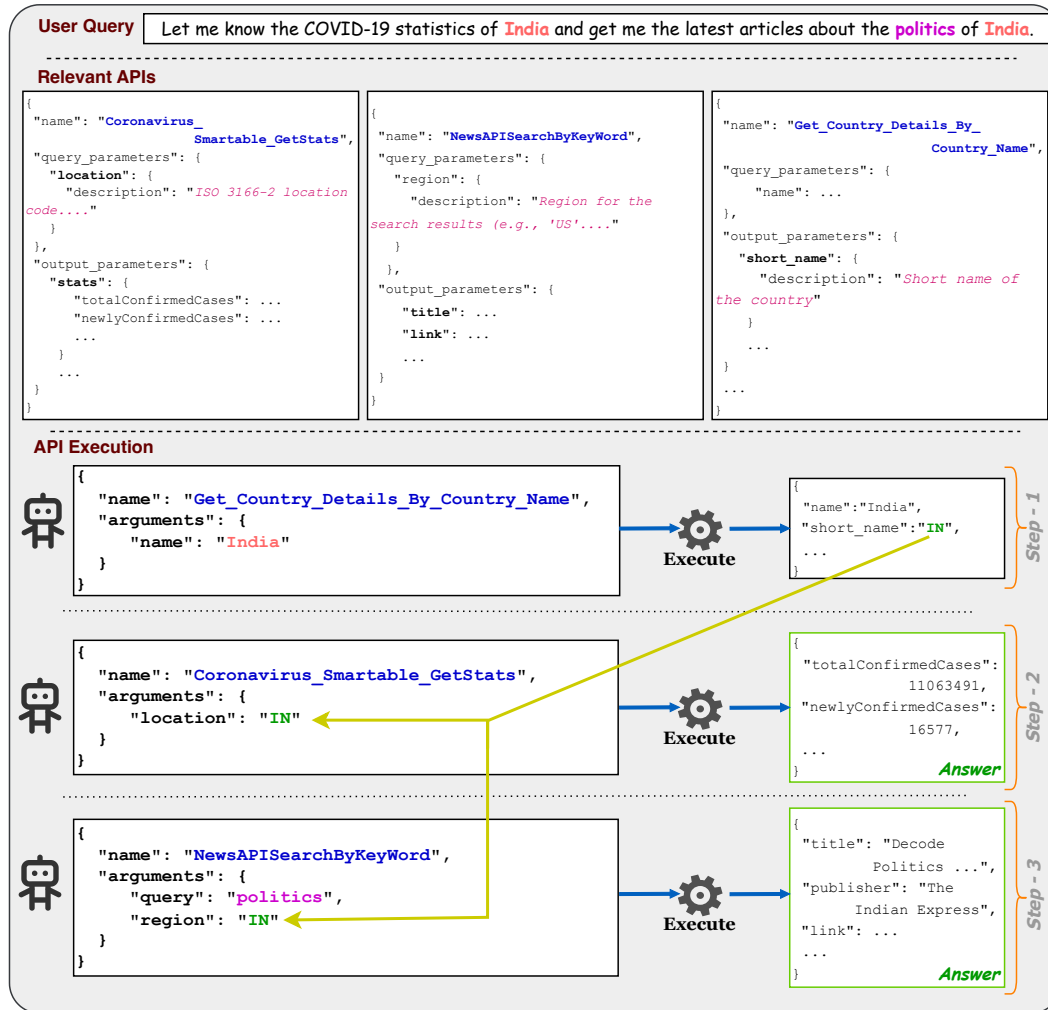 User Query
Let me know the COVID-19 statistics of India and get me the latest articles about the politics of India.
Relevant APIs
{
"name": "Coronavirus_
Smartable_GetStats",
"query_parameters": {
"location": {
"description": "ISO 3166-2 location
code...."
}
},
"output_parameters": {
"stats": {
"totalConfirmedCases": ...
"newlyConfirmedCases": ...
...
}
...
}
}
{
"name": "NewsAPISearchByKeyWord",
"query_parameters": {
"region": {
"description": "Region for the
search results (e.g., 'US'...."
}
},
"output_parameters": {
"title": ...
"link": ...
...
}
}
{
"name": "Get_Country_Details_By_
Country_Name",
"query_parameters": {
"name": ...
},
"output_parameters": {
"short_name": {
"description": "Short name of
the country"
}
...
}
...
}
API Execution
{
"name": "Get_Country_Details_By_Country_Name",
"arguments": {
"name": "India"
}
}
Execute
{
"name":"India",
"short_name":"IN",
...
}
Step - 1
{
"name": "Coronavirus_Smartable_GetStats",
"arguments": {
"location": "IN"
}
}
Execute
{
"totalConfirmedCases":
11063491,
"newlyConfirmedCases":
16577,
...
}
Answer
Step - 2
{
"name": "NewsAPISearchByKeyWord",
"arguments": {
"query": "politics",
"region": "IN"
}
}
Execute
{
"title": "Decode
Politics ...",
"publisher": "The
Indian Express",
"link": ...
...
}
Answer
Step - 3